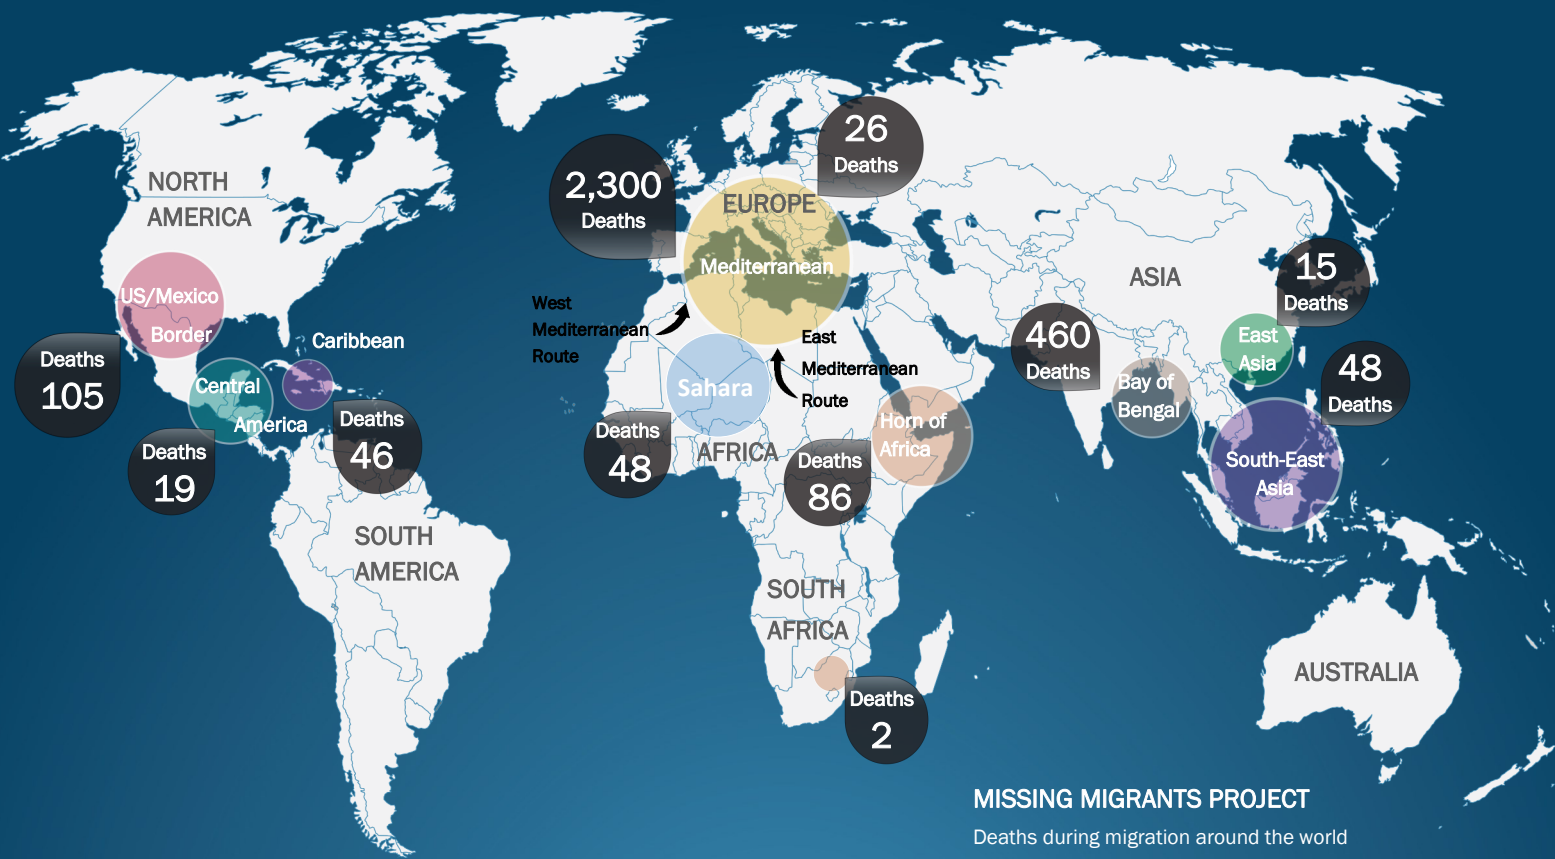 NORTH
AMERICA
US/Mexico
Border
Deaths
105
Central
America
Deaths
19
Caribbean
Deaths
46
SOUTH
AMERICA
2,300
Deaths
26
Deaths
EUROPE
Mediterranean
West
Mediterranean
Route
East
Mediterranean
Route
Sahara
Deaths
48
AFRICA
Horn of
Africa
Deaths
86
SOUTH
AFRICA
Deaths
2
ASIA
460
Deaths
Bay of
Bengal
15
Deaths
East
Asia
48
Deaths
South-East
Asia
AUSTRALIA
MISSING MIGRANTS PROJECT
Deaths during migration around the world